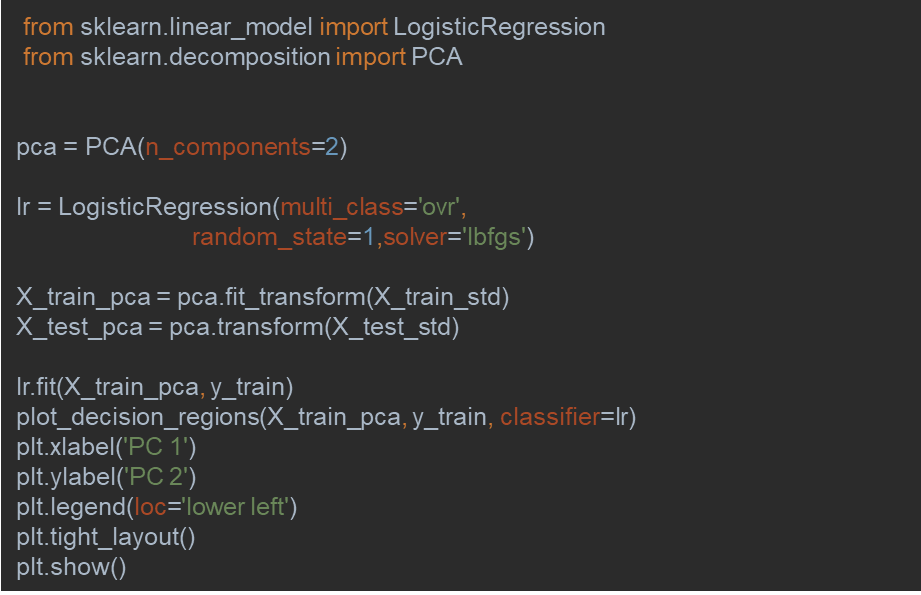 from sklearn.linear_model import LogisticRegression
from sklearn.decomposition import PCA
pca = PCA(n_components=2)
lr = LogisticRegression(multi_class='ovr',
random_state=1,solver='lbfgs')
X_train_pca = pca.fit_transform(X_train_std)
X_test_pca = pca.transform(X_test_std)
lr.fit(X_train_pca, y_train)
plot_decision_regions(X_train_pca, y_train, classifier=lr)
plt.xlabel('PC 1')
plt.ylabel('PC 2')
plt.legend(loc='lower left')
plt.tight_layout()
plt.show()